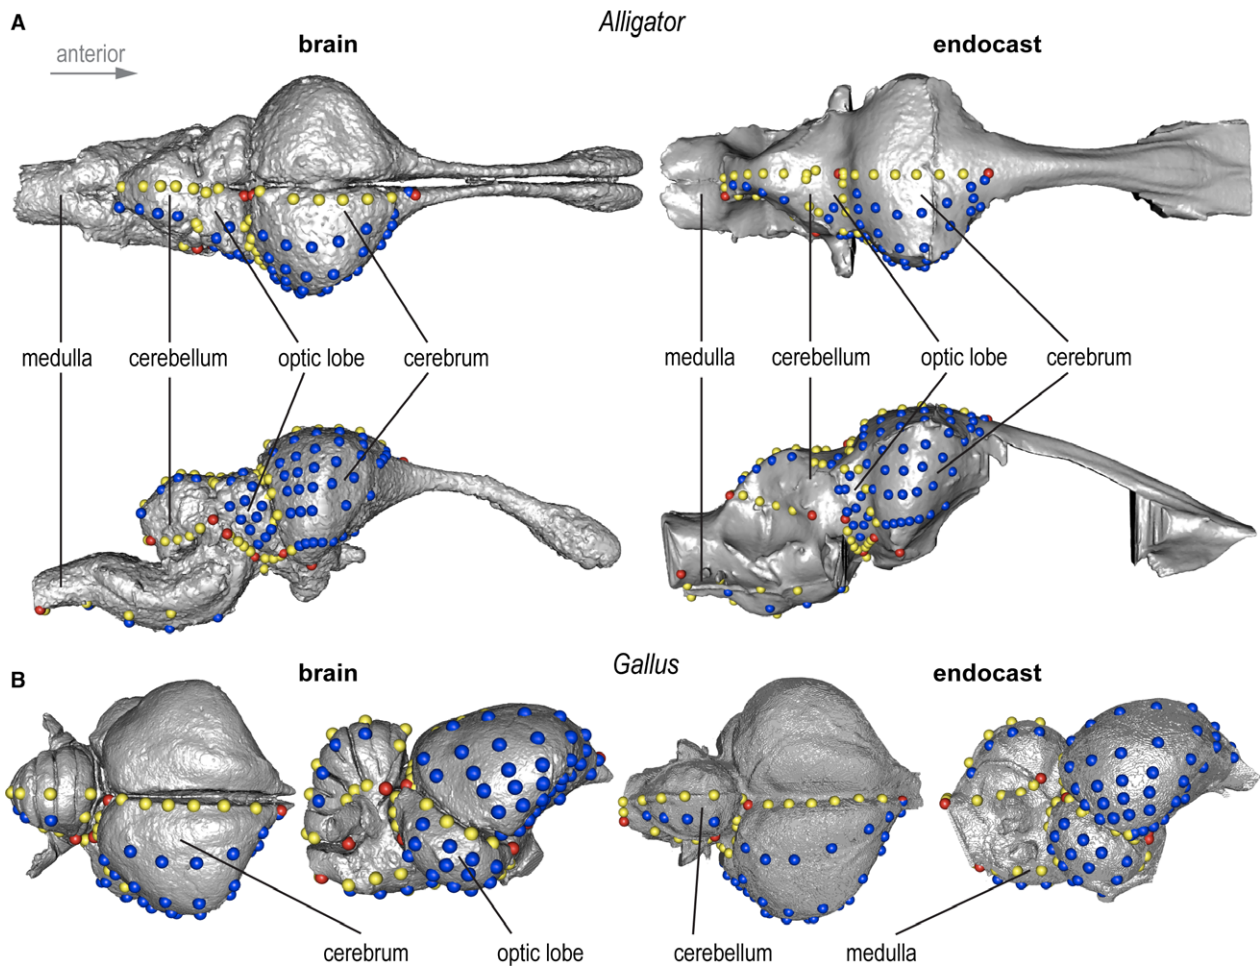 A
Alligator
brain
endocast
anterior
medulla cerebellum optic lobe cerebrum
medulla cerebellum optic lobe cerebrum
B
Gallus
brain
endocast
cerebrum optic lobe cerebellum medulla